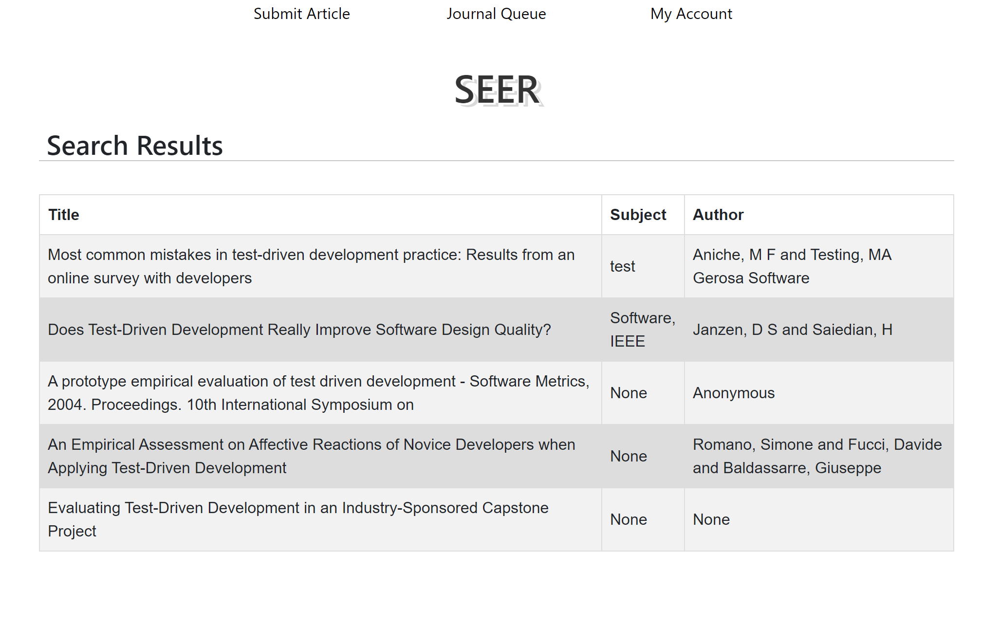 Submit Article
Journal Queue
My Account
SEER
Search Results
Title
Subject
Author
Most common mistakes in test-driven development practice: Results from an
online survey with developers
test
Aniche, M F and Testing, MA
Gerosa Software
Does Test-Driven Development Really Improve Software Design Quality?
Software,
IEEE
Janzen, D S and Saiedian, H
A prototype empirical evaluation of test driven development - Software Metrics,
2004. Proceedings. 10th International Symposium on
None
Anonymous
An Empirical Assessment on Affective Reactions of Novice Developers when
Applying Test-Driven Development
None
Romano, Simone and Fucci, Davide
and Baldassarre, Giuseppe
Evaluating Test-Driven Development in an Industry-Sponsored Capstone
Project
None
None